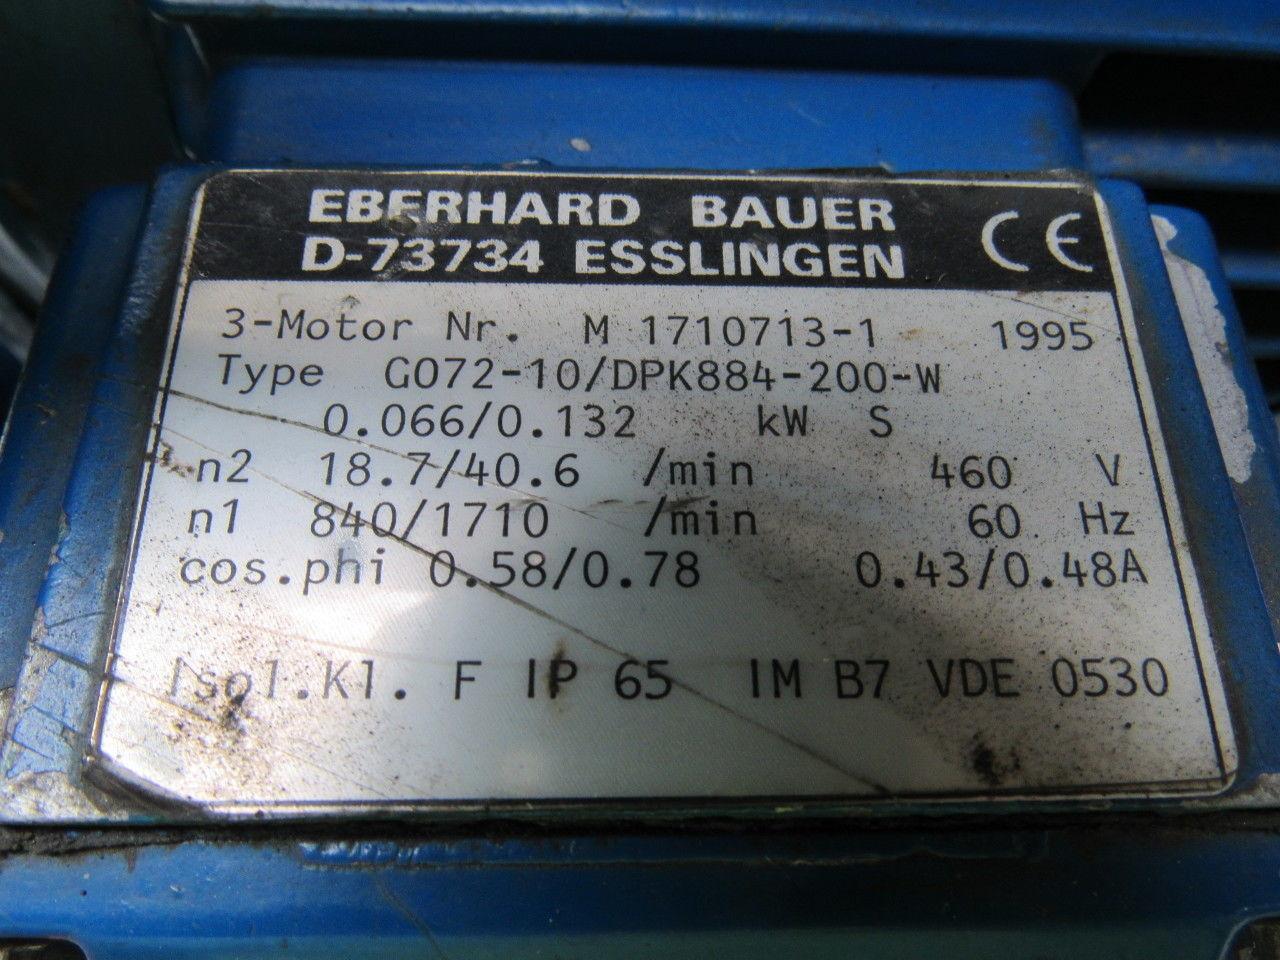 EBERHARD BAUER
D-73734 ESSLINGEN CE
3-Motor Nr. M 1710713-1 1995
Type G072-10/DPK884-200-W
0.066/0.132 kW S
n2 18.7/40.6 /min 460 V
n1 840/1710 /min 60 Hz
cos.phi 0.58/0.78 0.43/0.48A
Isol.Kl. F IP 65 IM B7 VDE 0530